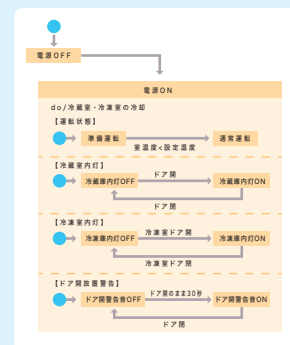 電源OFF
電源ON
do/冷蔵室・冷凍室の冷却
【運転状態】
準備運転
通常運転
室温度<設定温度
【冷蔵室内灯】
冷蔵庫内灯OFF
ドア開
冷蔵庫内灯ON
ドア閉
【冷凍室内灯】
冷凍庫内灯OFF
冷凍室ドア開
冷凍庫内灯ON
冷凍室ドア閉
【ドア開放置警告】
ドア開警告音OFF
ドア開のまま30秒
ドア開警告音ON
ドア閉